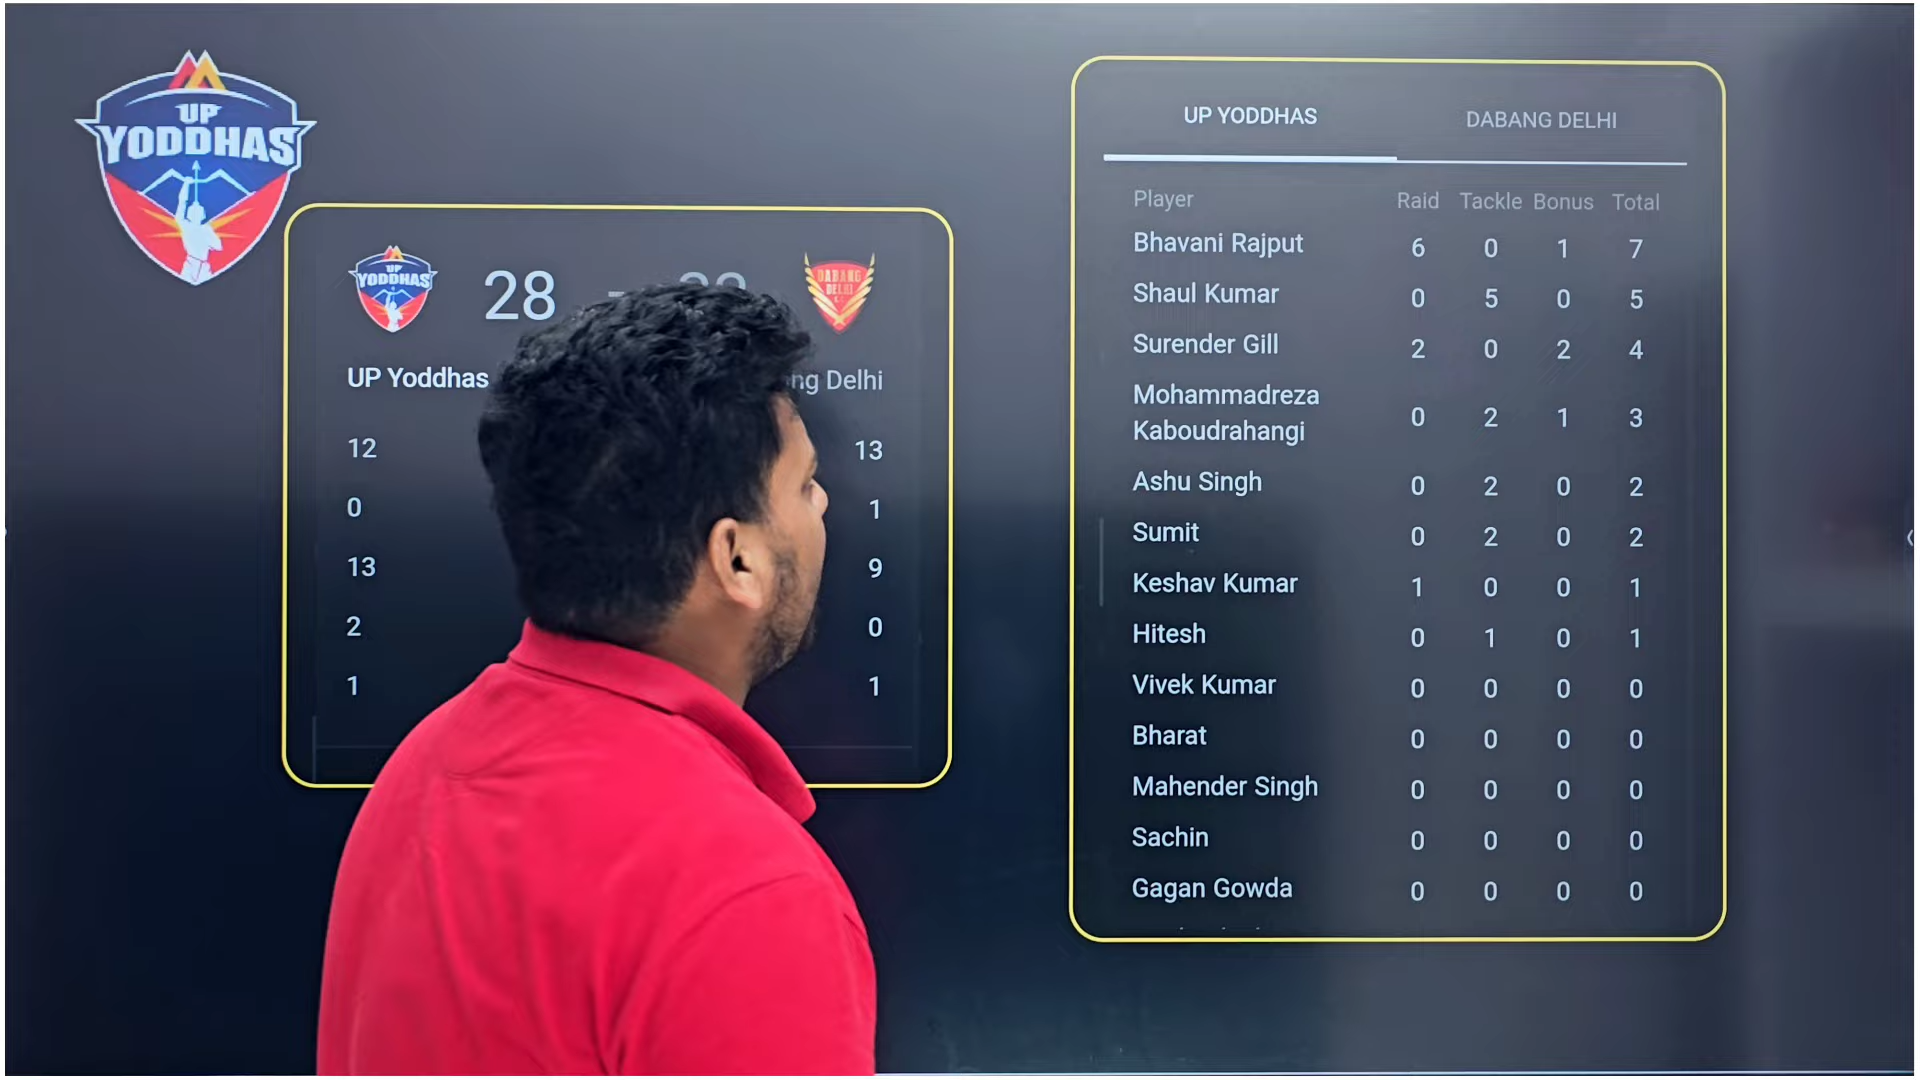 UP
YODDHAS
UP
YODDHAS
28
-
DABANG
DELHI
UP Yoddhas
ng Delhi
12 13
0 1
13 9
2 0
1 1
UP YODDHAS DABANG DELHI
Player Raid Tackle Bonus Total
Bhavani Rajput 6 0 1 7
Shaul Kumar 0 5 0 5
Surender Gill 2 0 2 4
Mohammadreza
Kaboudrahangi 0 2 1 3
Ashu Singh 0 2 0 2
Sumit 0 2 0 2
Keshav Kumar 1 0 0 1
Hitesh 0 1 0 1
Vivek Kumar 0 0 0 0
Bharat 0 0 0 0
Mahender Singh 0 0 0 0
Sachin 0 0 0 0
Gagan Gowda 0 0 0 0